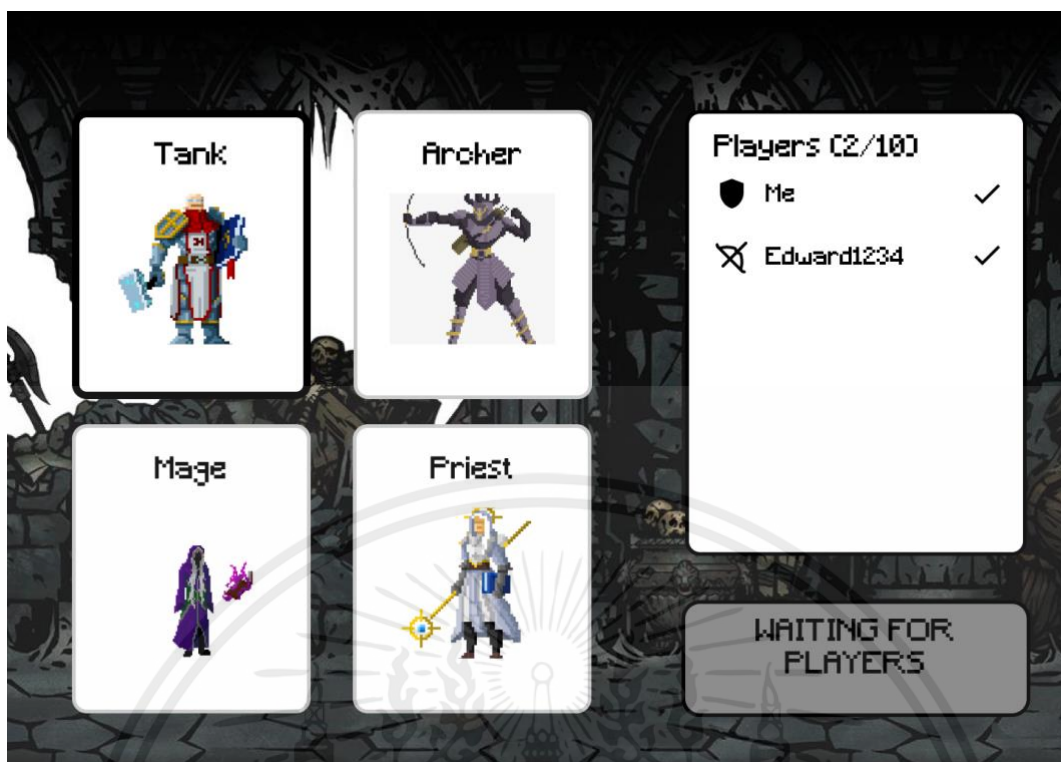 Tank
Archer
Mage
Priest
Players (2/10)
Me
Edward1234
WAITING FOR
PLAYERS